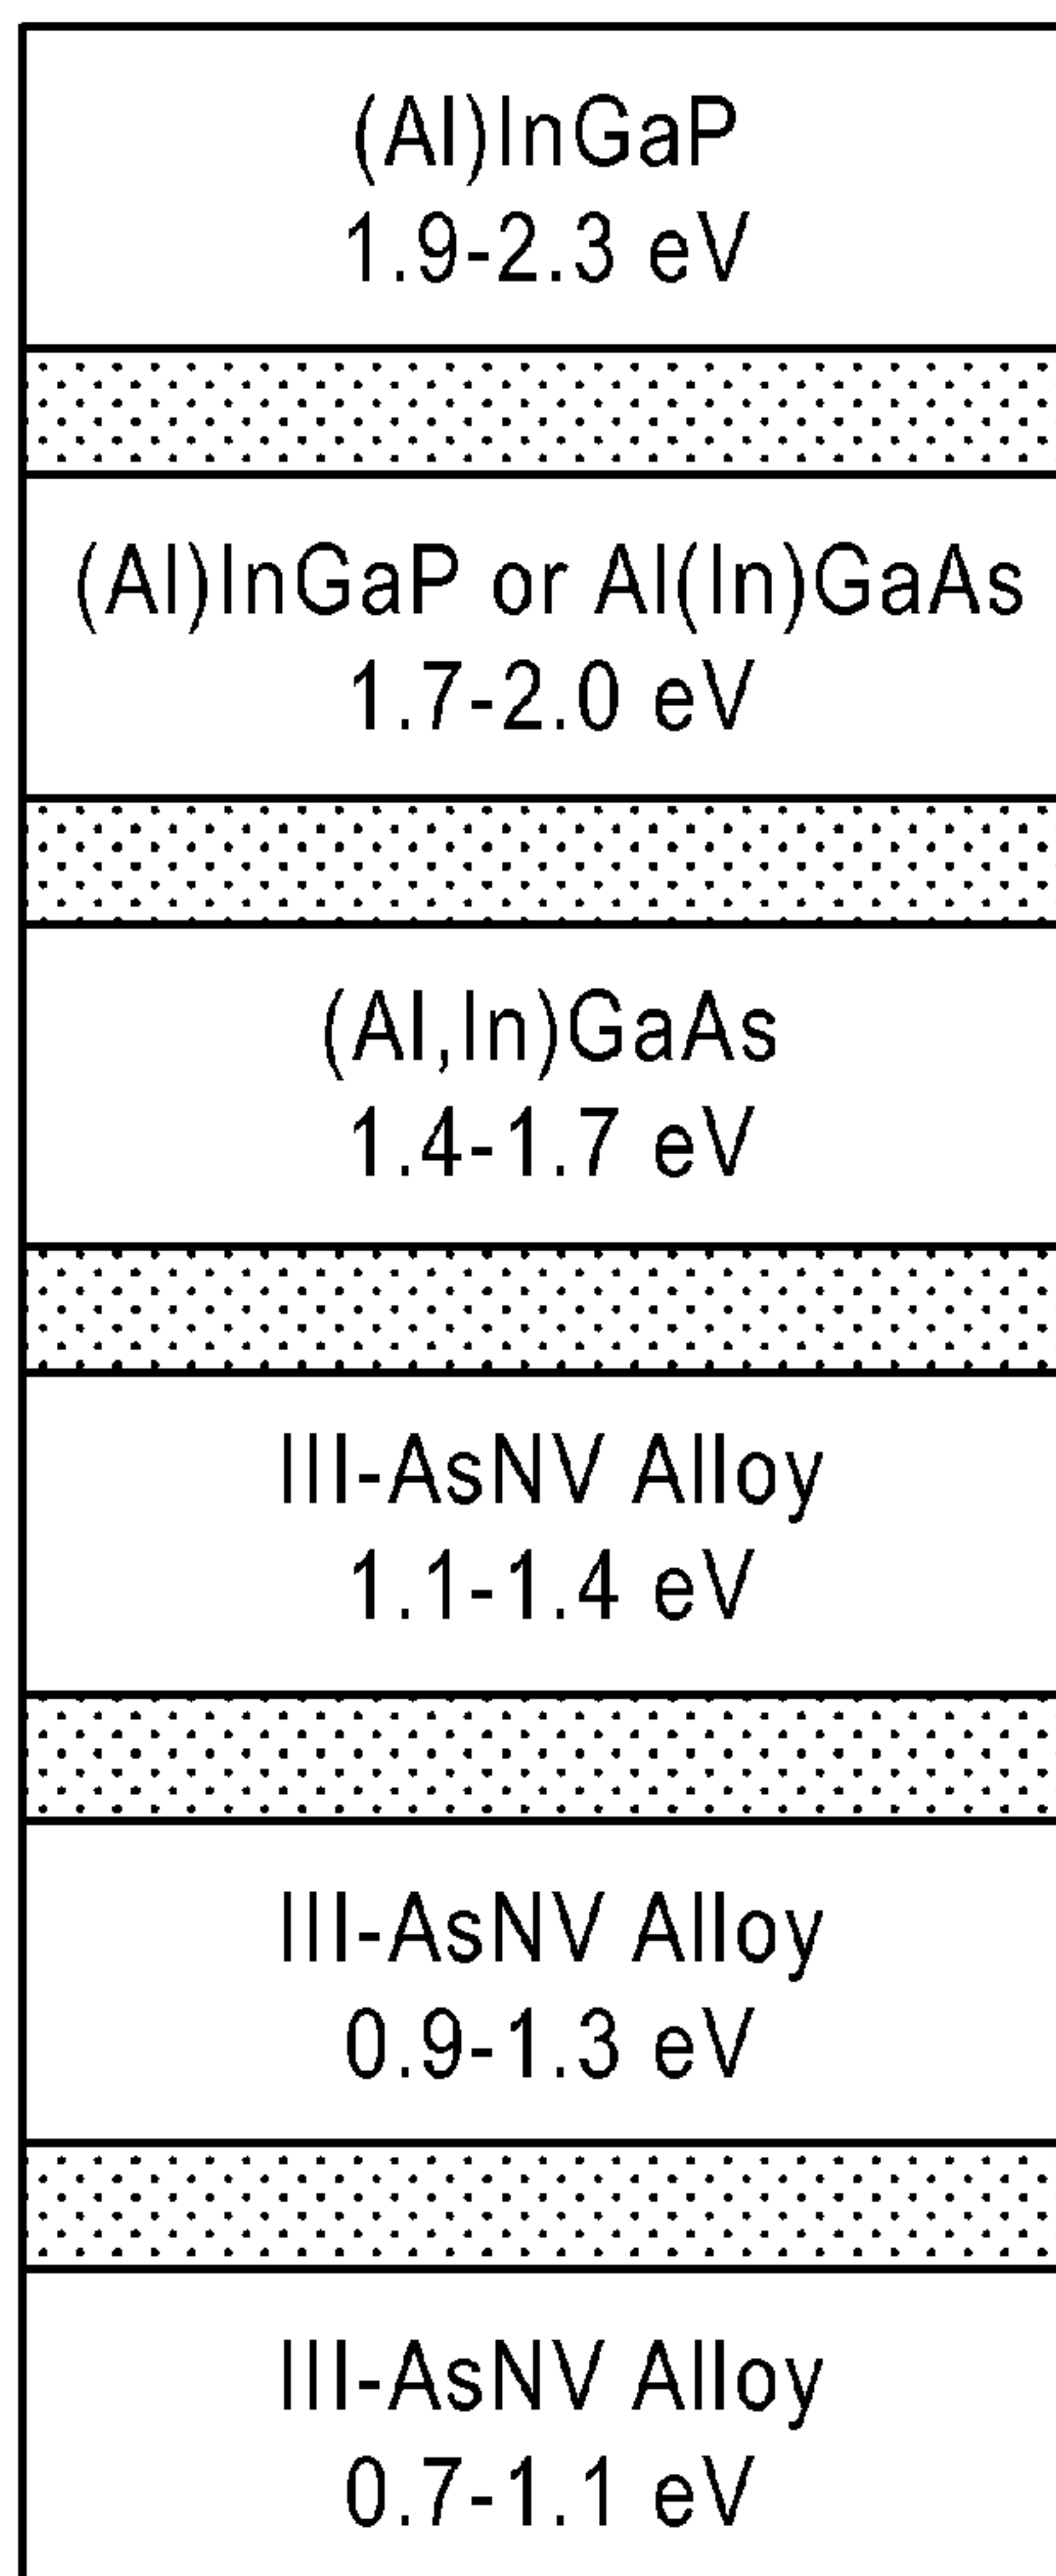 (Al)InGaP
1.9-2.3 eV
(Al)InGaP or Al(In)GaAs
1.7-2.0 eV
(Al,In)GaAs
1.4-1.7 eV
III-AsNV Alloy
1.1-1.4 eV
III-AsNV Alloy
0.9-1.3 eV
III-AsNV Alloy
0.7-1.1 eV